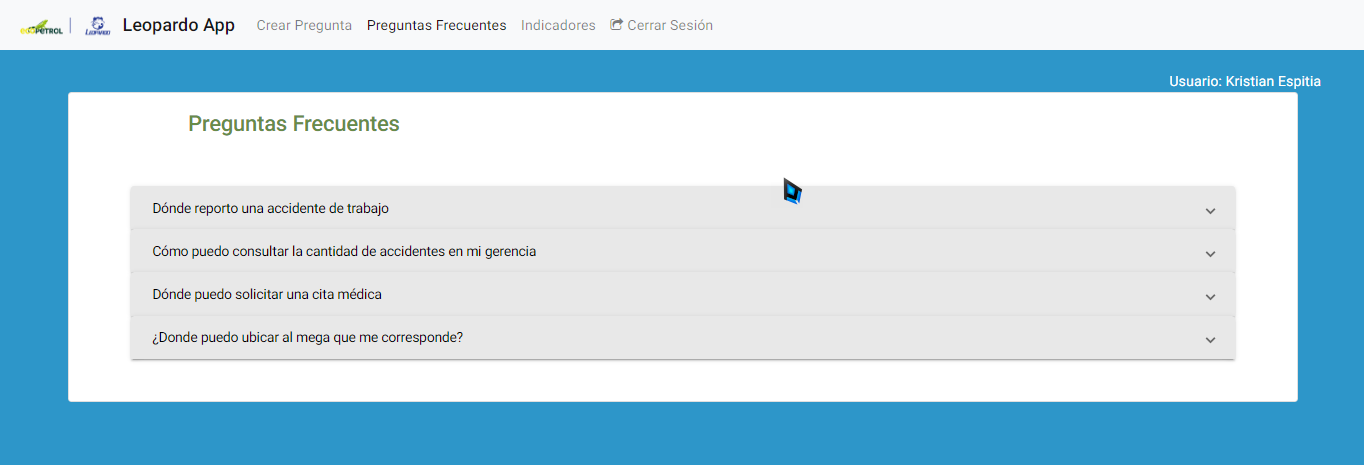 ecoPETROL
LEOPARDO
Leopardo App
Crear Pregunta
Preguntas Frecuentes
Indicadores
Cerrar Sesión
Usuario: Kristian Espitia
Preguntas Frecuentes
Dónde reporto una accidente de trabajo
Cómo puedo consultar la cantidad de accidentes en mi gerencia
Dónde puedo solicitar una cita médica
¿Donde puedo ubicar al mega que me corresponde?